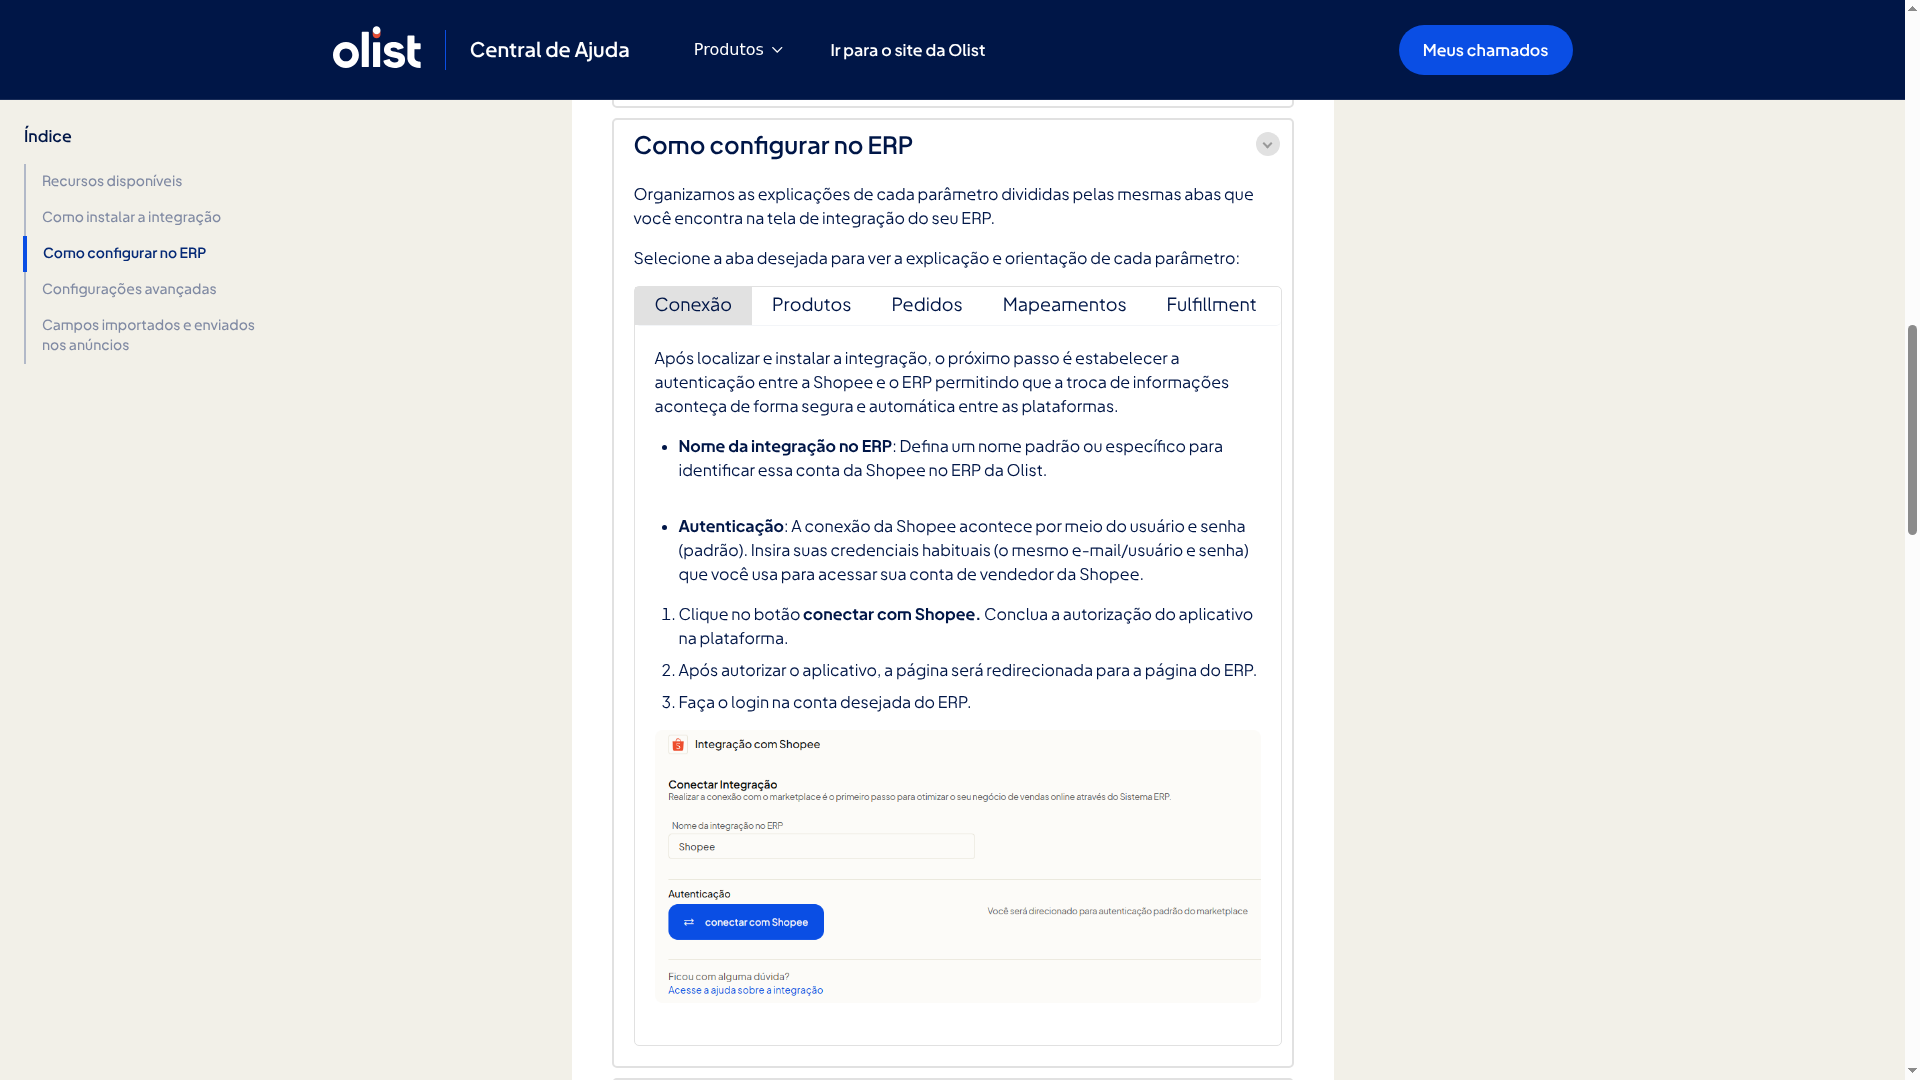 olist
Central de Ajuda
Produtos
Ir para o site da Olist
Meus chamados
Índice
Recursos disponíveis
Como instalar a integração
Como configurar no ERP
Configurações avançadas
Campos importados e enviados
nos anúncios
Como configurar no ERP
Organizamos as explicações de cada parâmetro divididas pelas mesmas abas que
você encontra na tela de integração do seu ERP.
Selecione a aba desejada para ver a explicação e orientação de cada parâmetro:
Conexão Produtos Pedidos Mapeamentos Fulfillment
Após localizar e instalar a integração, o próximo passo é estabelecer a
autenticação entre a Shopee e o ERP permitindo que a troca de informações
aconteça de forma segura e automática entre as plataformas.
• Nome da integração no ERP: Defina um nome padrão ou específico para
identificar essa conta da Shopee no ERP da Olist.
• Autenticação: A conexão da Shopee acontece por meio do usuário e senha
(padrão). Insira suas credenciais habituais (o mesmo e-mail/usuário e senha)
que você usa para acessar sua conta de vendedor da Shopee.
1. Clique no botão conectar com Shopee. Conclua a autorização do aplicativo
na plataforma.
2. Após autorizar o aplicativo, a página será redirecionada para a página do ERP.
3. Faça o login na conta desejada do ERP.
Integração com Shopee
Conectar Integração
Realizar a conexão com o marketplace é o primeiro passo para otimizar o seu negócio de vendas online através do Sistema ERP.
Nome da integração no ERP
Shopee
Autenticação
conectar com Shopee
Você será direcionado para autenticação padrão do marketplace
Ficou com alguma dúvida?
Acesse a ajuda sobre a integração